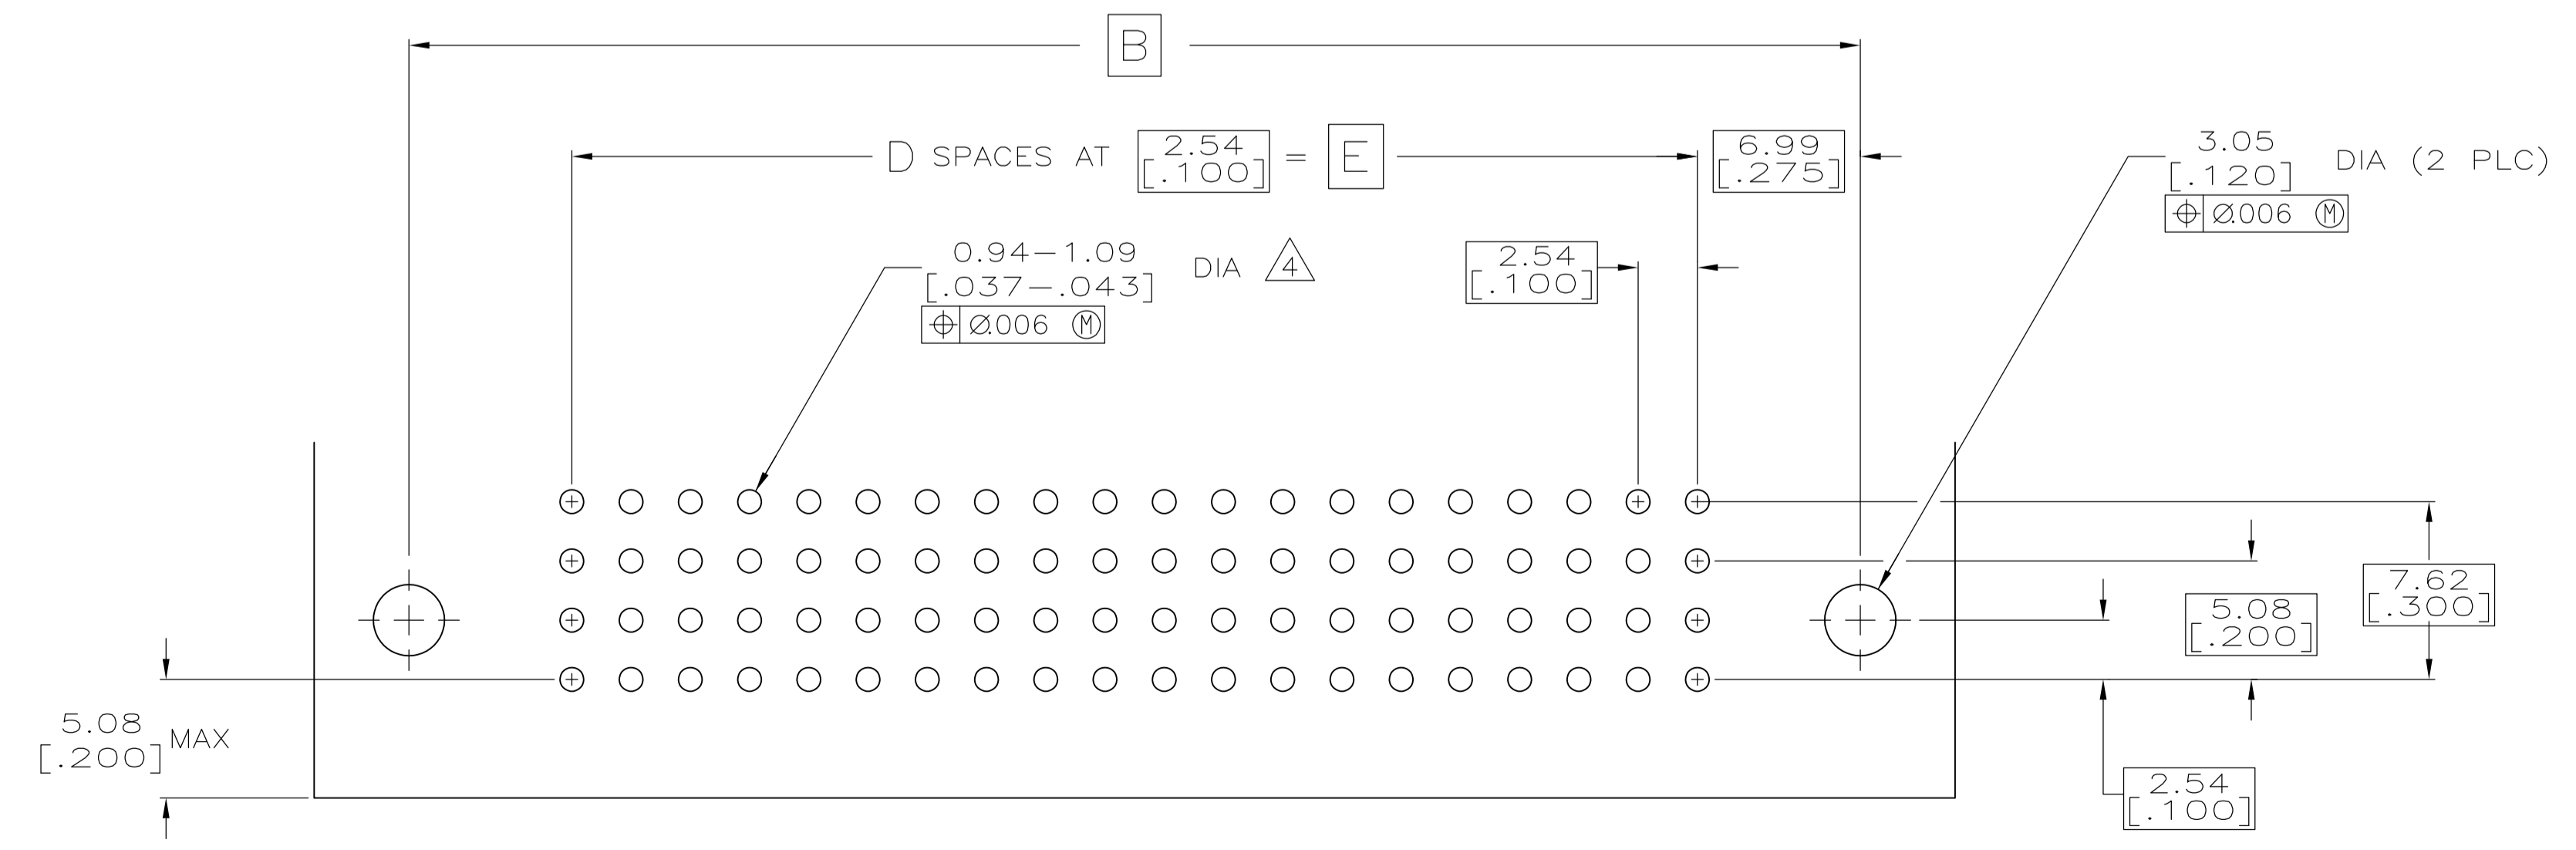 B
D SPACES AT 2.54 [.100] = E
6.99
[.275]
3.05
[.120]
DIA (2 PLC)
⌖ ⌀.006 Ⓜ
0.94-1.09
[.037-.043]
DIA 4
⌖ ⌀.006 Ⓜ
2.54
[.100]
7.62
[.300]
5.08
[.200]
5.08
[.200]
MAX
2.54
[.100]